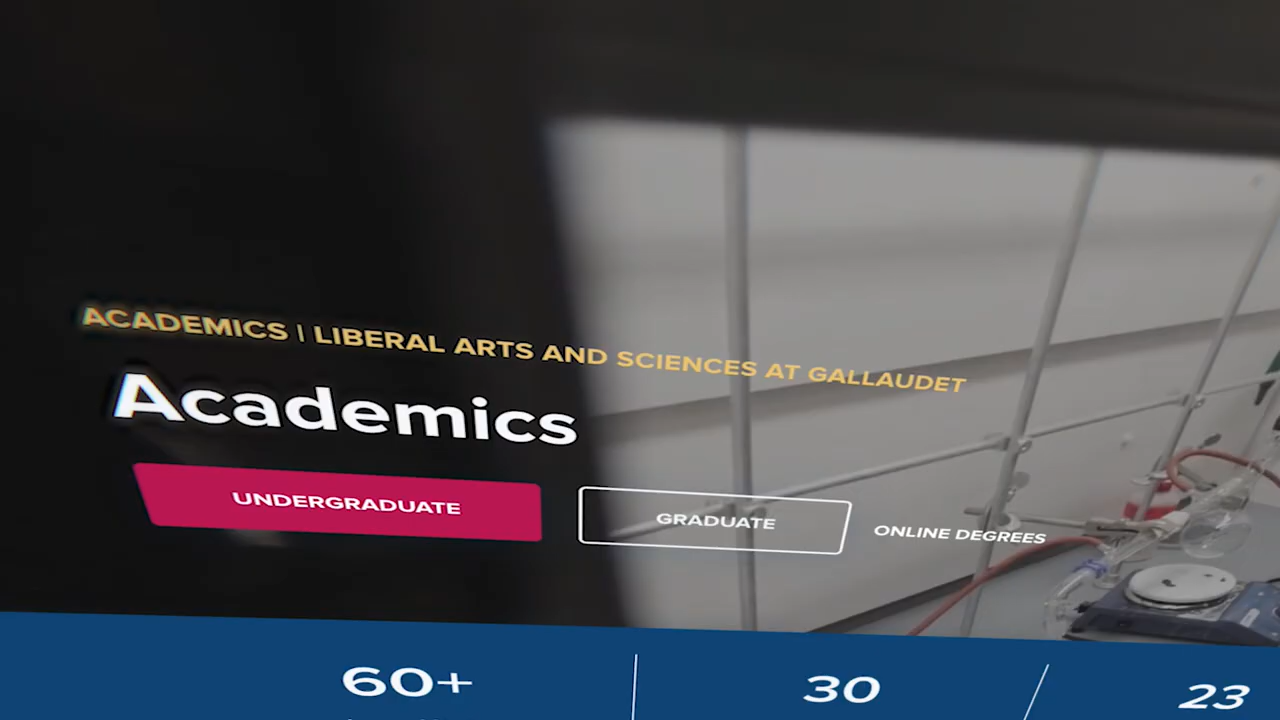 ACADEMICS | LIBERAL ARTS AND SCIENCES AT GALLAUDET
Academics
UNDERGRADUATE
GRADUATE
ONLINE DEGREES
60+
30
23